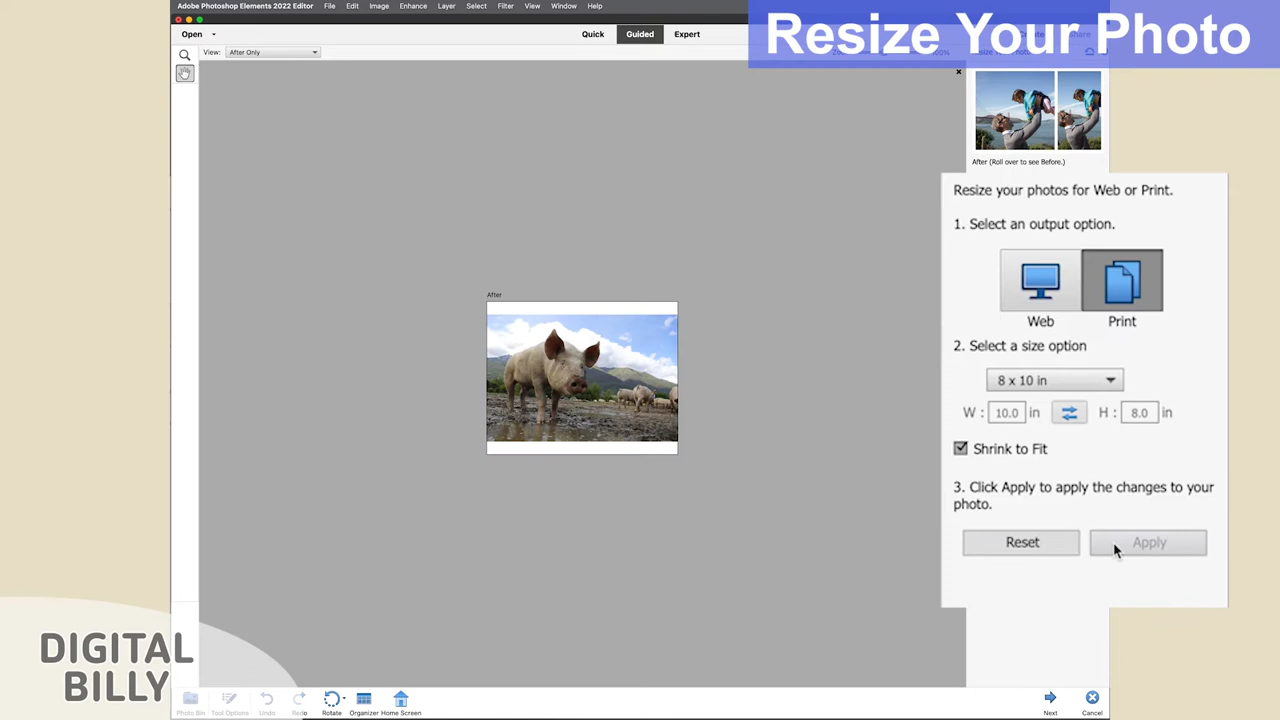 Adobe Photoshop Elements 2022 Editor File Edit Image Enhance Layer Select Filter View Window Help
Resize Your Photo
Open Quick Guided Expert
View: After Only
After (Roll over to see Before.)
Resize your photos for Web or Print.
1. Select an output option.
Web Print
2. Select a size option
8 x 10 in
W : 10.0 in H : 8.0 in
Shrink to Fit
3. Click Apply to apply the changes to your
photo.
Reset Apply
After
DIGITAL
BILLY
Photo Bin Tool Options Undo Redo Rotate Organizer Home Screen Next Cancel